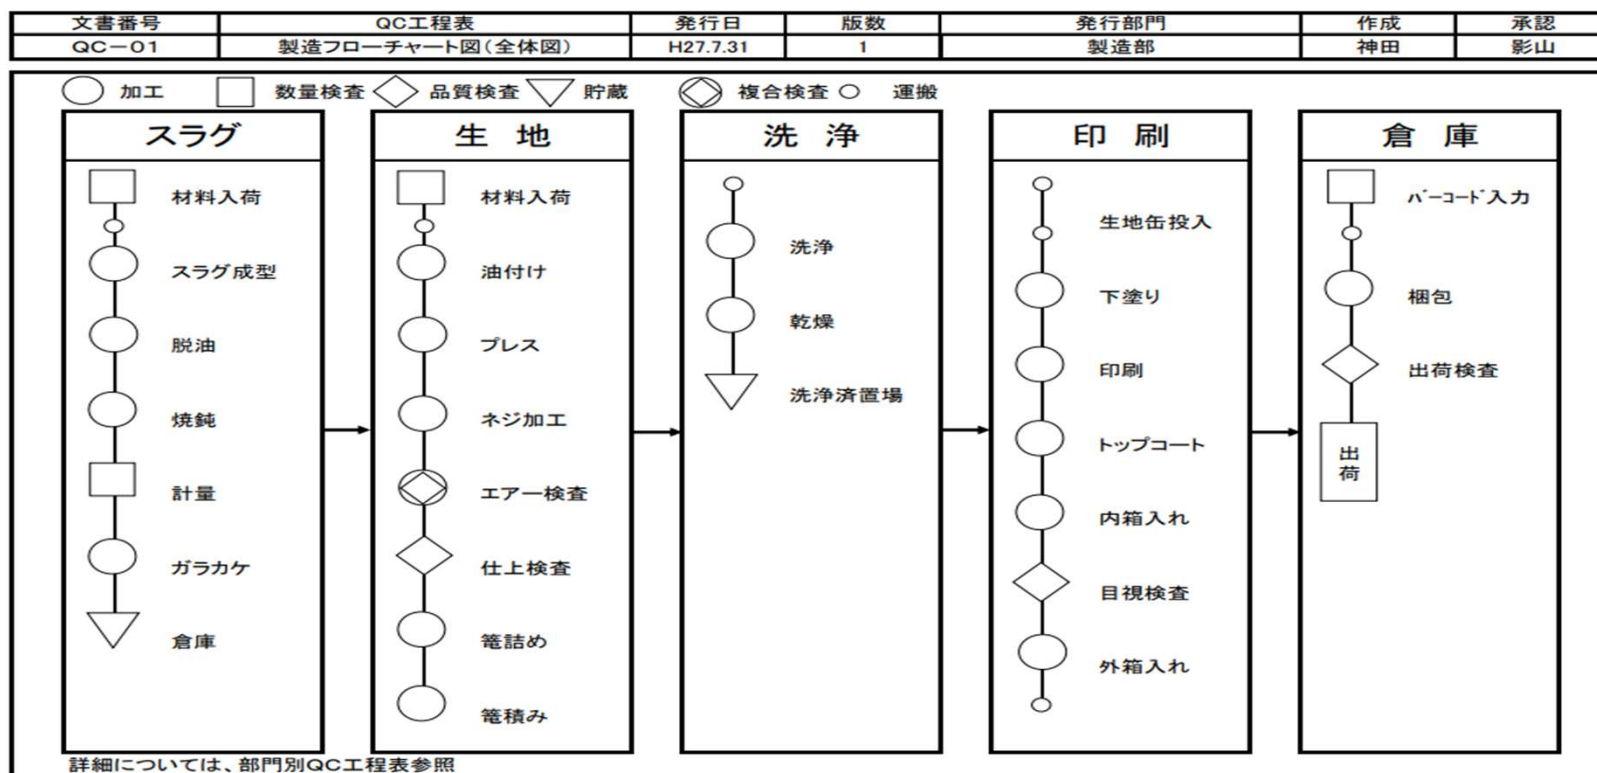 文書番号 QC工程表 発行日 版数 発行部門 作成 承認
QC-01 製造フローチャート図(全体図) H27.7.31 1 製造部 神田 影山
加工 数量検査 品質検査 貯蔵 複合検査 運搬
スラグ
材料入荷
スラグ成型
脱油
焼鈍
計量
ガラカケ
倉庫
生 地
材料入荷
油付け
プレス
ネジ加工
エアー検査
仕上検査
篭詰め
篭積み
洗 浄
洗浄
乾燥
洗浄済置場
印 刷
生地缶投入
下塗り
印刷
トップコート
内箱入れ
目視検査
外箱入れ
倉 庫
バーコード入力
梱包
出荷検査
出荷
詳細については、部門別QC工程表参照